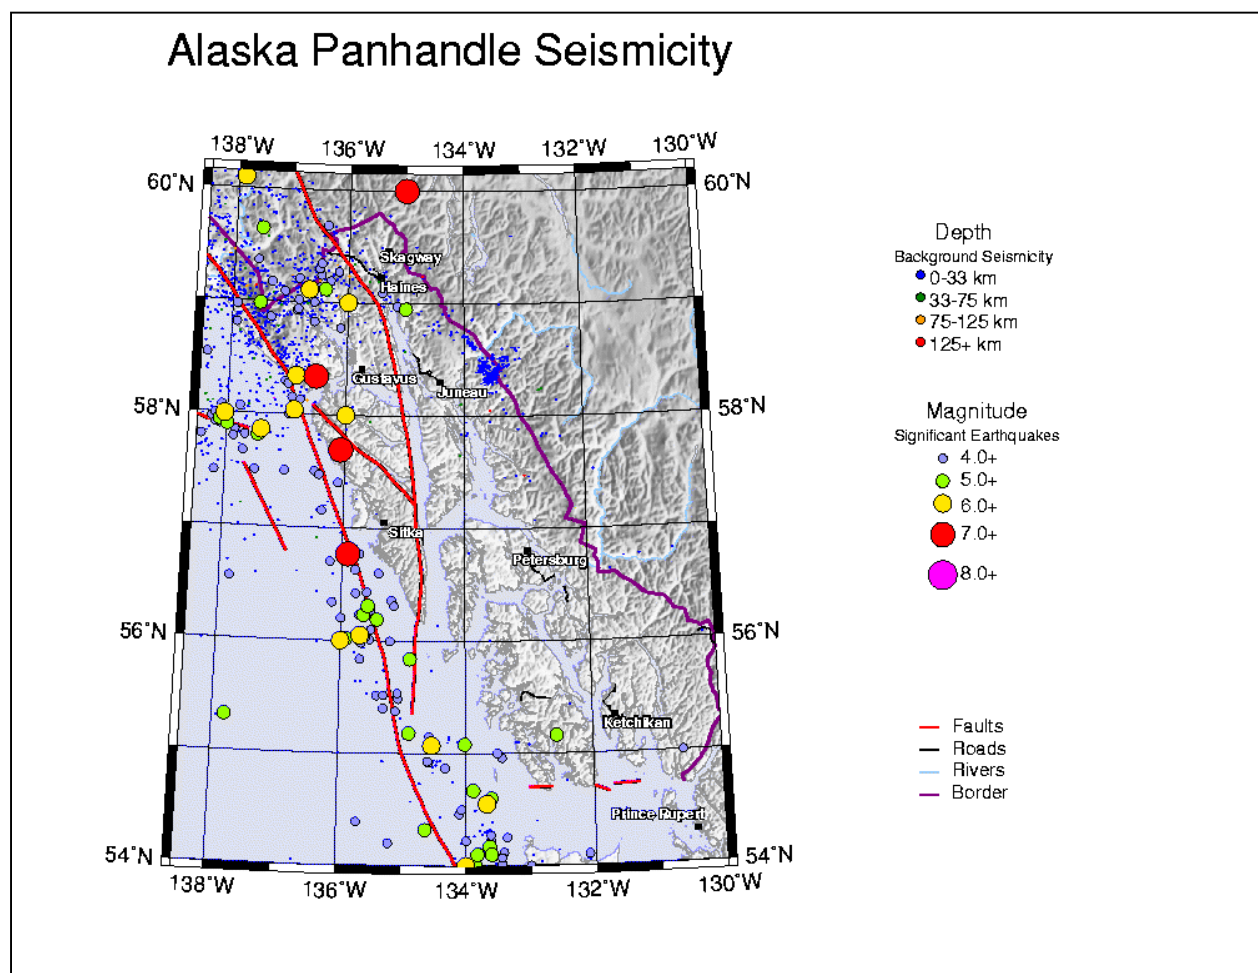 Alaska Panhandle Seismicity
138°W 136°W 134°W 132°W 130°W
60°N 60°N
Skagway
Haines
Gustavus
Juneau
58°N 58°N
Sitka
Petersburg
56°N 56°N
Ketchikan
Prince Rupert
54°N 54°N
138°W 136°W 134°W 132°W 130°W
Depth
Background Seismicity
0-33 km
33-75 km
75-125 km
125+ km
Magnitude
Significant Earthquakes
4.0+
5.0+
6.0+
7.0+
8.0+
Faults
Roads
Rivers
Border